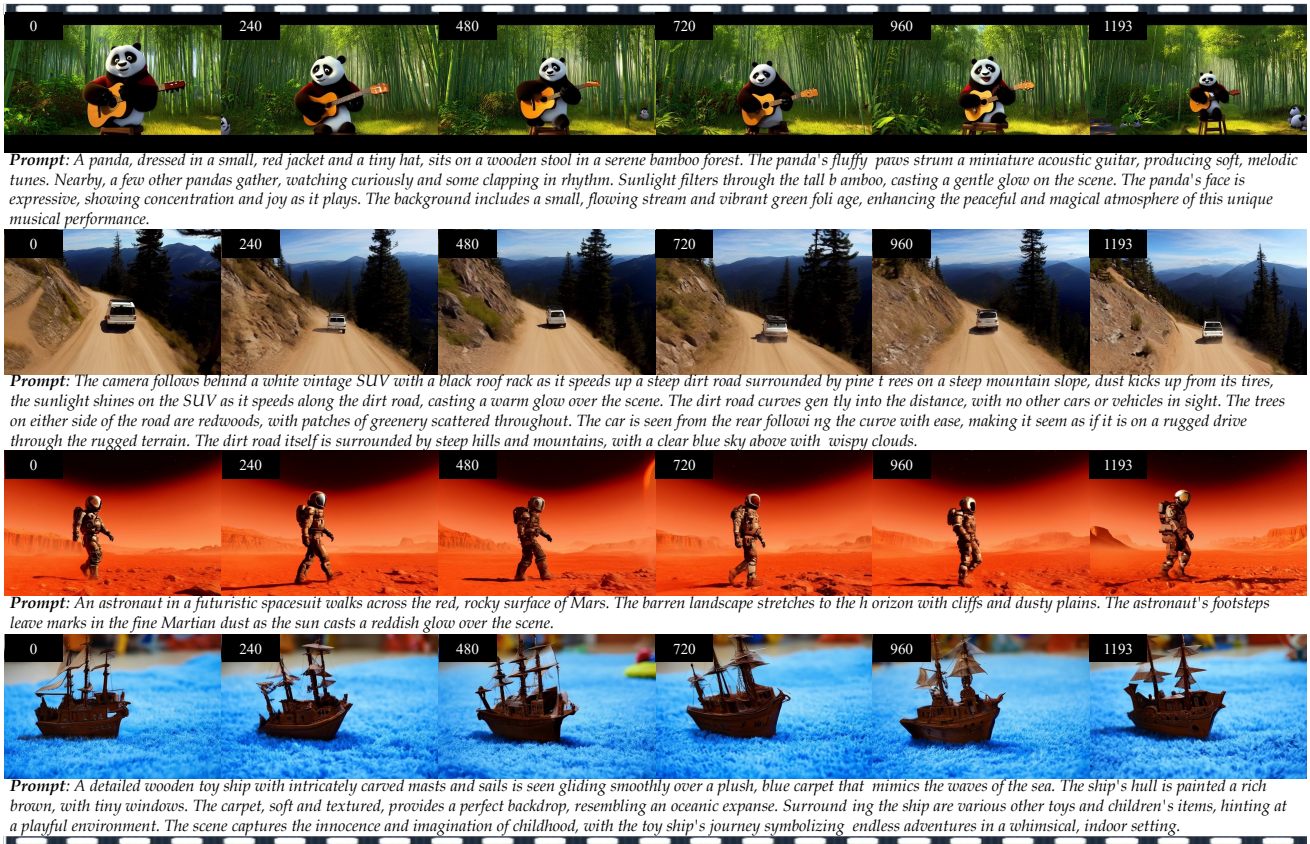 0 240 480 720 960 1193
Prompt: A panda, dressed in a small, red jacket and a tiny hat, sits on a wooden stool in a serene bamboo forest. The panda's fluffy  paws strum a miniature acoustic guitar, producing soft, melodic
tunes. Nearby, a few other pandas gather, watching curiously and some clapping in rhythm. Sunlight filters through the tall b amboo, casting a gentle glow on the scene. The panda's face is
expressive, showing concentration and joy as it plays. The background includes a small, flowing stream and vibrant green foli age, enhancing the peaceful and magical atmosphere of this unique
musical performance.
0 240 480 720 960 1193
Prompt: The camera follows behind a white vintage SUV with a black roof rack as it speeds up a steep dirt road surrounded by pine t rees on a steep mountain slope, dust kicks up from its tires,
the sunlight shines on the SUV as it speeds along the dirt road, casting a warm glow over the scene. The dirt road curves gen tly into the distance, with no other cars or vehicles in sight. The trees
on either side of the road are redwoods, with patches of greenery scattered throughout. The car is seen from the rear followi ng the curve with ease, making it seem as if it is on a rugged drive
through the rugged terrain. The dirt road itself is surrounded by steep hills and mountains, with a clear blue sky above with  wispy clouds.
0 240 480 720 960 1193
Prompt: An astronaut in a futuristic spacesuit walks across the red, rocky surface of Mars. The barren landscape stretches to the h orizon with cliffs and dusty plains. The astronaut's footsteps
leave marks in the fine Martian dust as the sun casts a reddish glow over the scene.
0 240 480 720 960 1193
Prompt: A detailed wooden toy ship with intricately carved masts and sails is seen gliding smoothly over a plush, blue carpet that  mimics the waves of the sea. The ship's hull is painted a rich
brown, with tiny windows. The carpet, soft and textured, provides a perfect backdrop, resembling an oceanic expanse. Surround ing the ship are various other toys and children's items, hinting at
a playful environment. The scene captures the innocence and imagination of childhood, with the toy ship's journey symbolizing  endless adventures in a whimsical, indoor setting.